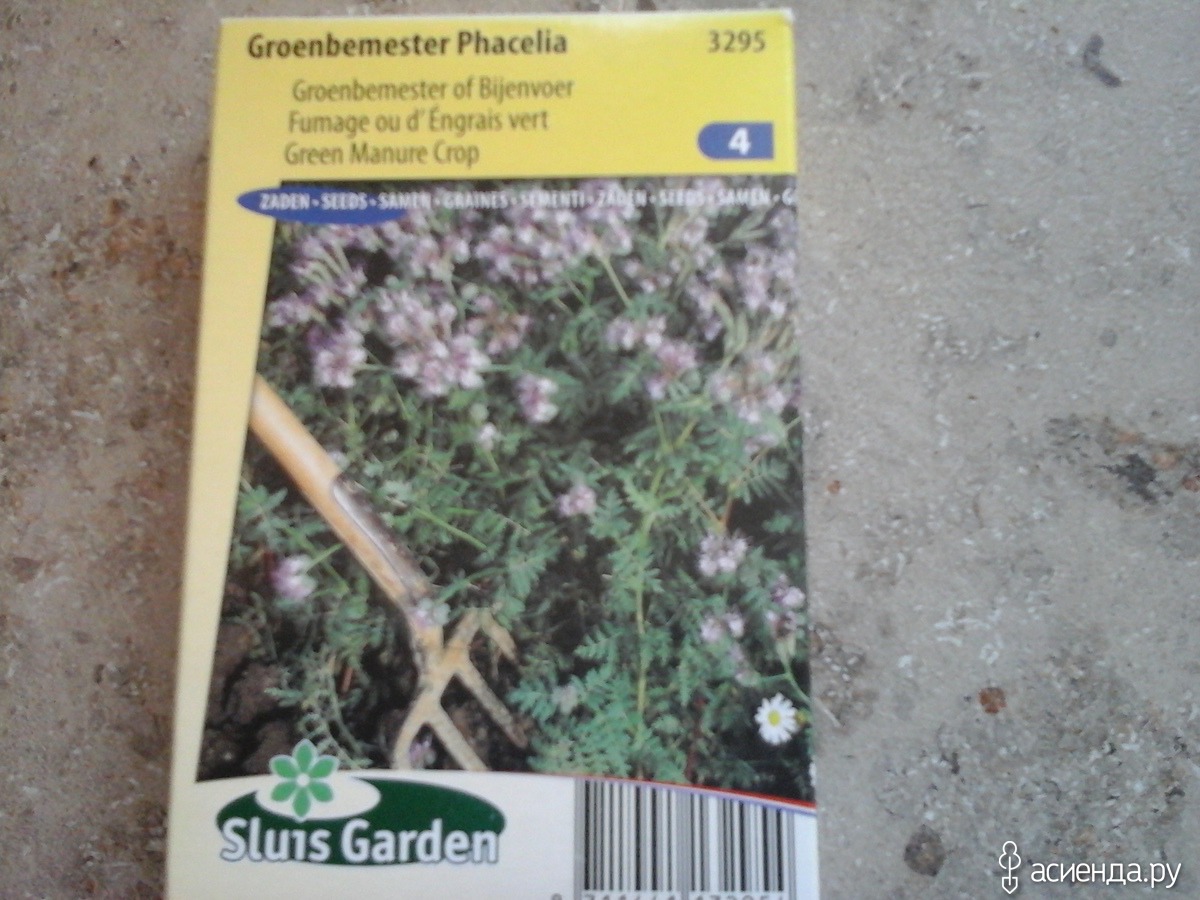 Groenbemester Phacelia 3295
Groenbemester of Bijenvoer
Fumage ou d' Éngrais vert
Green Manure Crop
4
ZADEN • SEEDS • SAMEN • GRAINES • SEMENTI • ZADEN • SEEDS • SAMEN • G
Sluis Garden
асиенда.ру